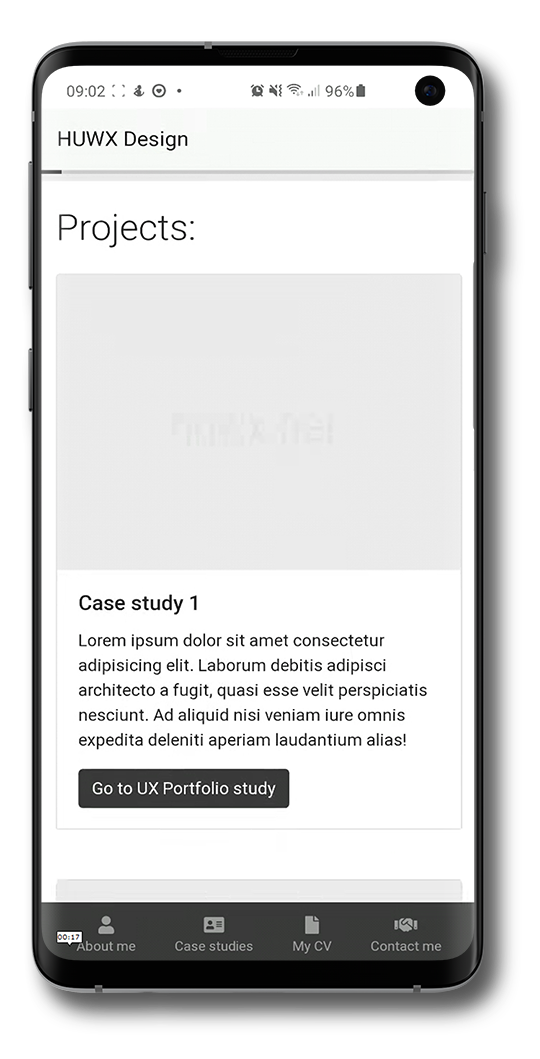 09:02
96%
HUWX Design
Projects:
Case study 1
Lorem ipsum dolor sit amet consectetur
adipisicing elit. Laborum debitis adipisci
architecto a fugit, quasi esse velit perspiciatis
nesciunt. Ad aliquid nisi veniam iure omnis
expedita deleniti aperiam laudantium alias!
Go to UX Portfolio study
00:17
About me
Case studies
My CV
Contact me